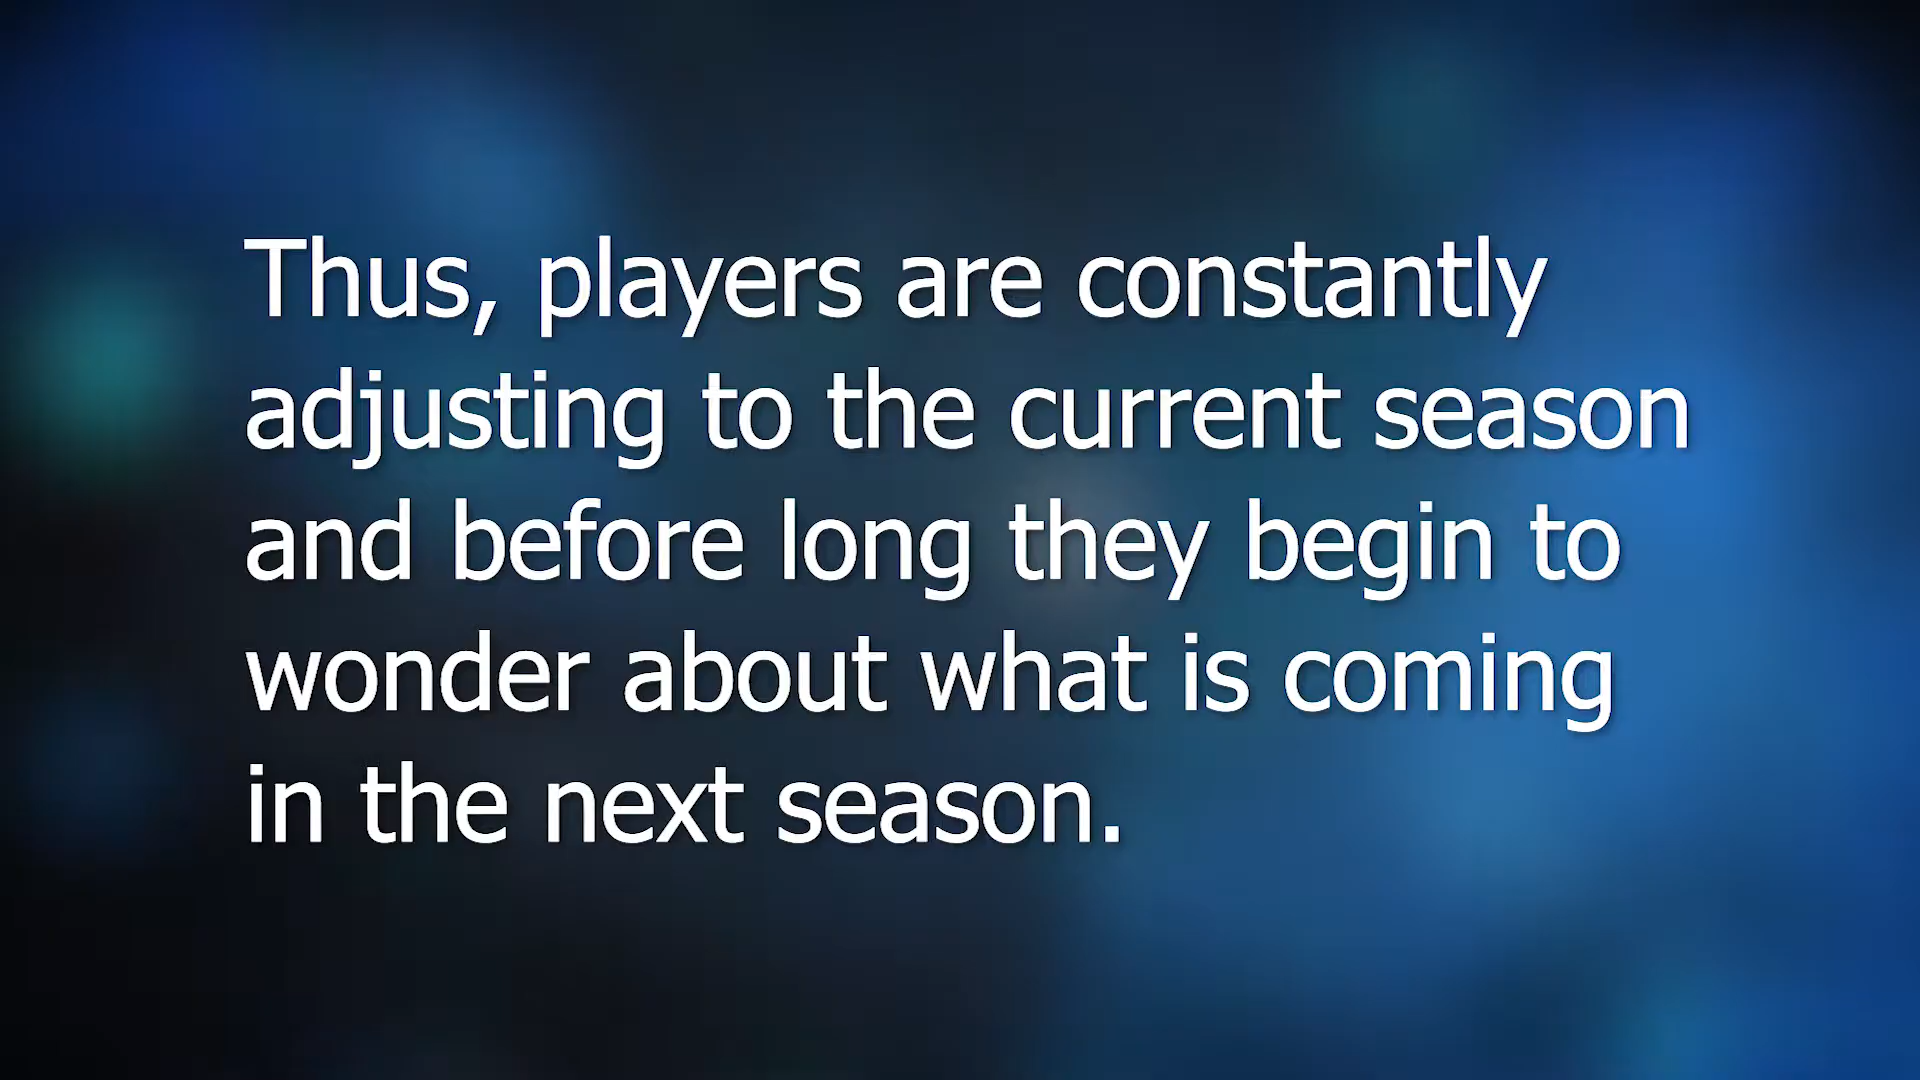 Thus, players are constantly
adjusting to the current season
and before long they begin to
wonder about what is coming
in the next season.